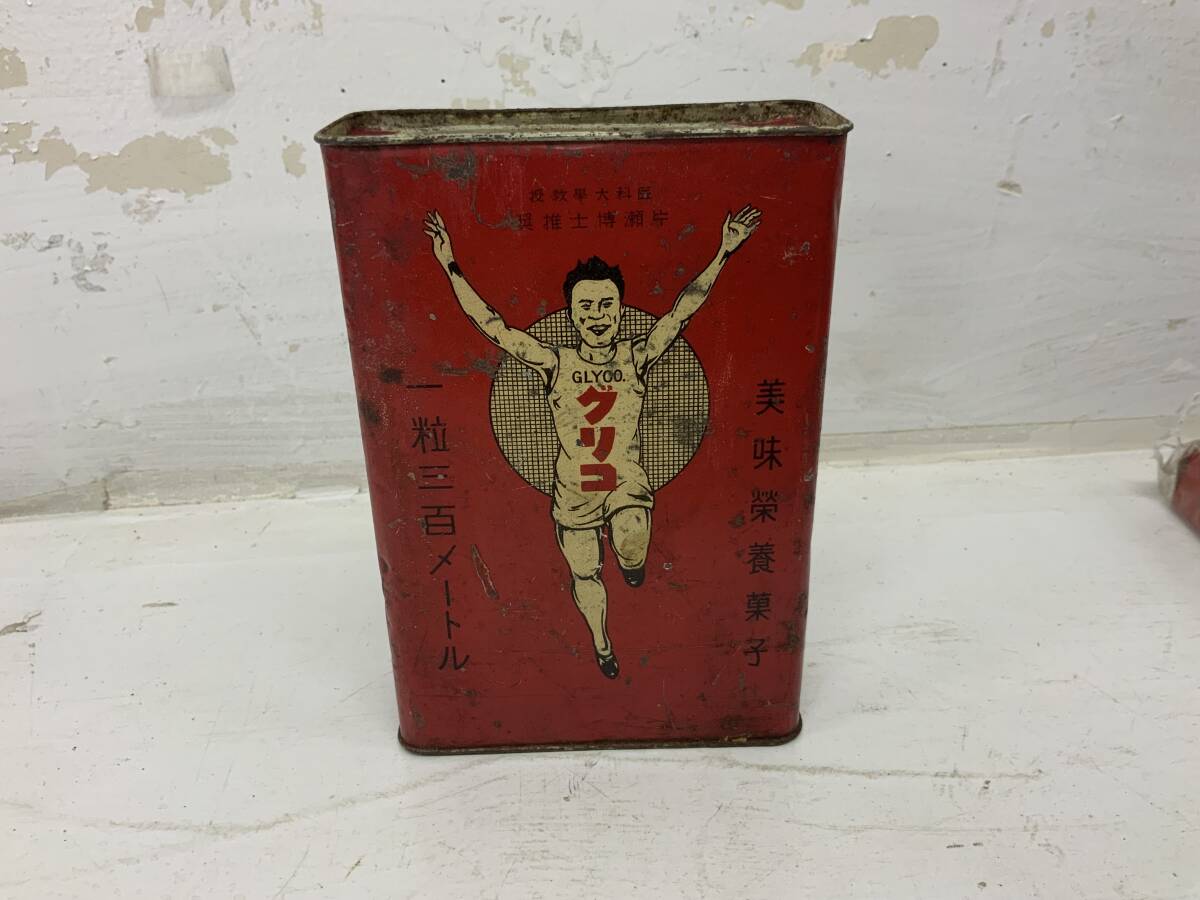 医科大學教授
片瀬博士推奨
美味榮養菓子
GLYCO.
グリコ
一粒三百メートル